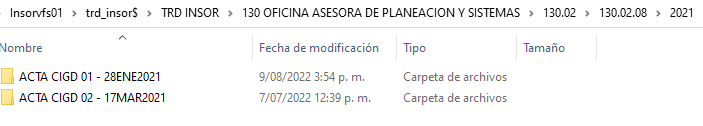 Insorvfs01 › trd_insor$ › TRD INSOR › 130 OFICINA ASESORA DE PLANEACION Y SISTEMAS › 130.02 › 130.02.08 › 2021
Nombre Fecha de modificación Tipo Tamaño
ACTA CIGD 01 - 28ENE2021 9/08/2022 3:54 p. m. Carpeta de archivos
ACTA CIGD 02 - 17MAR2021 7/07/2022 12:39 p. m. Carpeta de archivos